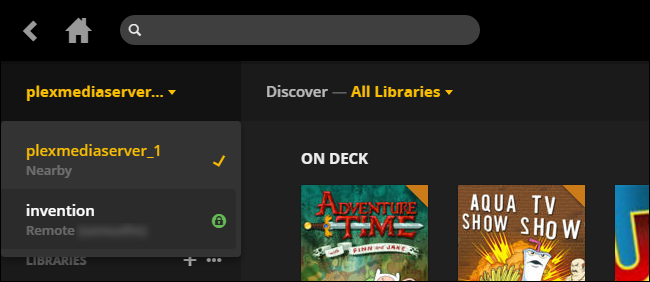 plexmediaserver...
Discover — All Libraries
plexmediaserver_1
Nearby
invention
Remote
LIBRARIES
ON DECK
ADVENTURE
TIME
WITH FINN AND JAKE
AQUA TV
SHOW SHOW